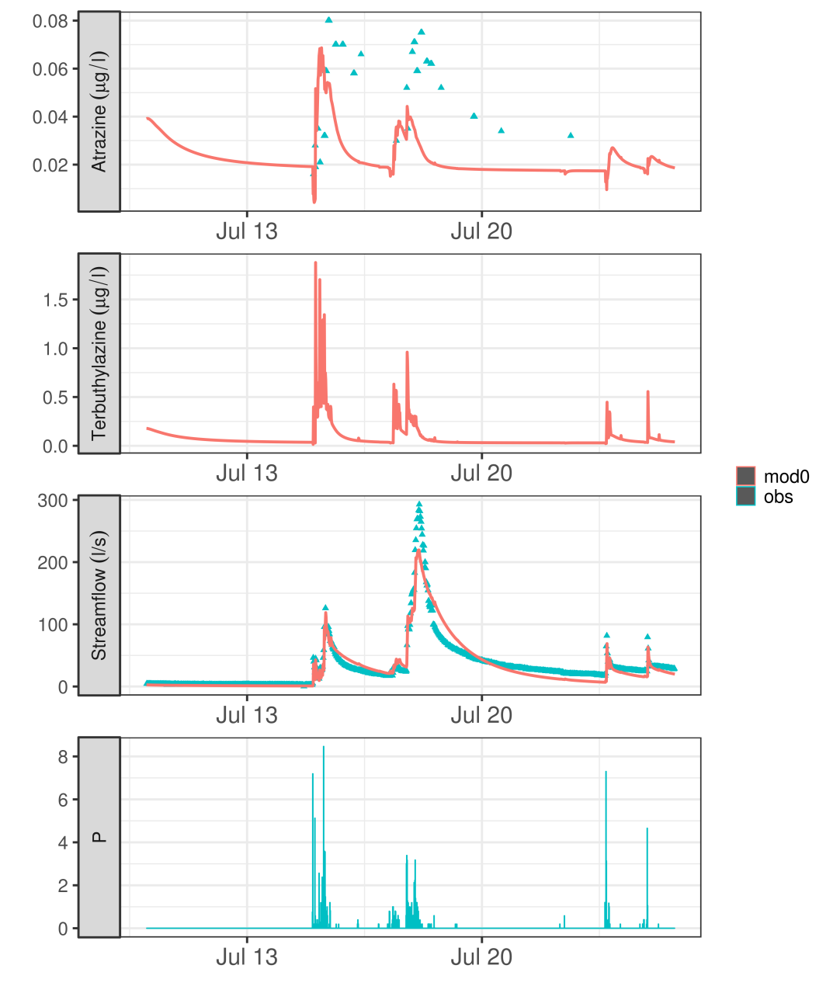 Atrazine (µg/l)
0.08
0.06
0.04
0.02
Jul 13
Jul 20
Terbuthylazine (µg/l)
1.5
1.0
0.5
0.0
Jul 13
Jul 20
mod0
obs
Streamflow (l/s)
300
200
100
0
Jul 13
Jul 20
P
8
6
4
2
0
Jul 13
Jul 20